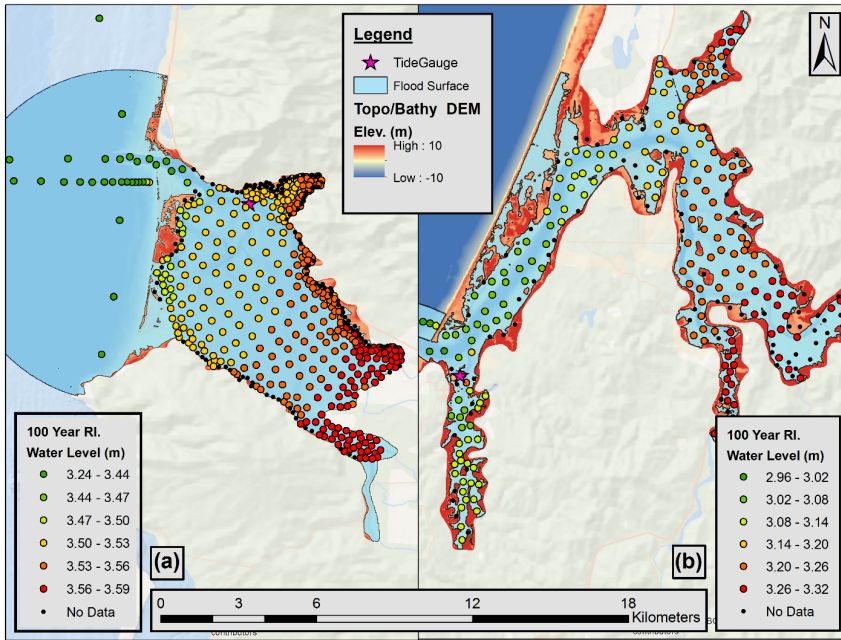 Legend
TideGauge
Flood Surface
Topo/Bathy DEM
Elev. (m)
High : 10
Low : -10
N
100 Year RI.
Water Level (m)
3.24 - 3.44
3.44 - 3.47
3.47 - 3.50
3.50 - 3.53
3.53 - 3.56
3.56 - 3.59
No Data
(a)
(b)
100 Year RI.
Water Level (m)
2.96 - 3.02
3.02 - 3.08
3.08 - 3.14
3.14 - 3.20
3.20 - 3.26
3.26 - 3.32
No Data
0 3 6 12 18
Kilometers
contributors
contributors